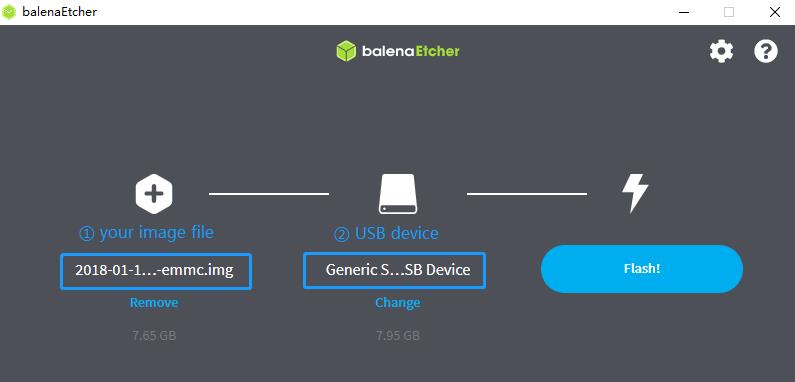 balenaEtcher
balenaEtcher
① your image file
② USB device
2018-01-1...-emmc.img
Generic S...SB Device
Flash!
Remove
Change
7.65 GB
7.95 GB